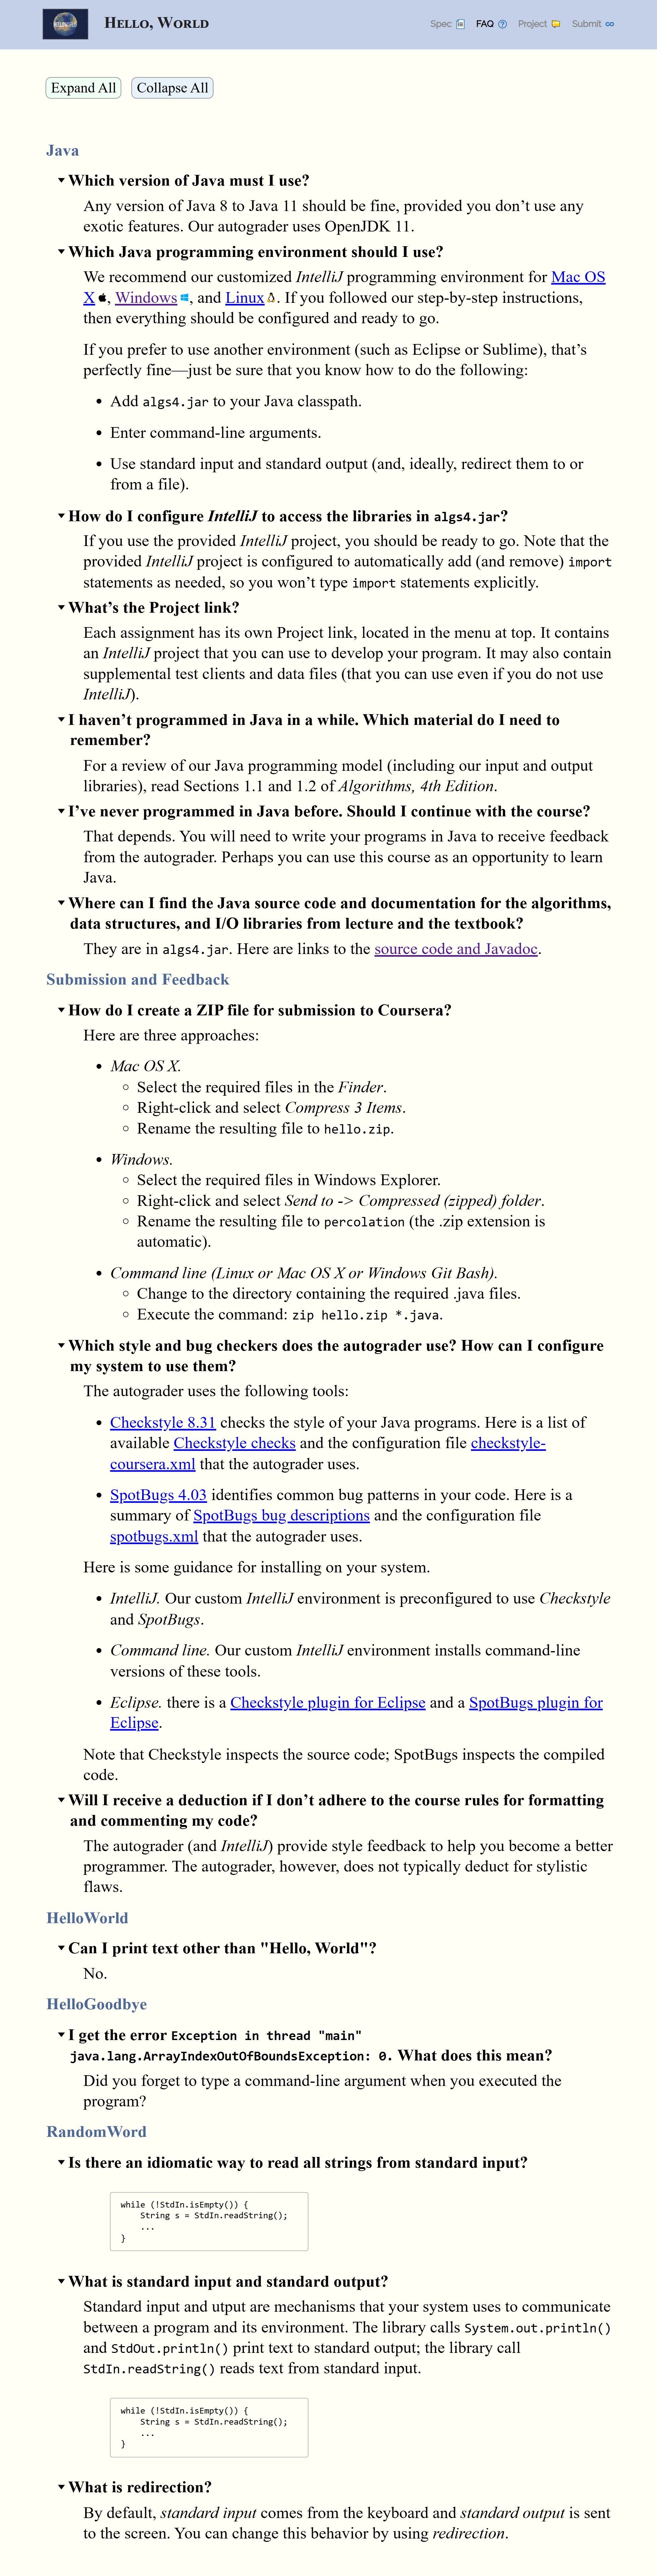 HELLO, WORLD
Spec
FAQ
Project
Submit
Expand All
Collapse All
Java
Which version of Java must I use?
Any version of Java 8 to Java 11 should be fine, provided you don’t use any
exotic features. Our autograder uses OpenJDK 11.
Which Java programming environment should I use?
We recommend our customized IntelliJ programming environment for Mac OS
X, Windows, and Linux. If you followed our step-by-step instructions,
then everything should be configured and ready to go.
If you prefer to use another environment (such as Eclipse or Sublime), that’s
perfectly fine—just be sure that you know how to do the following:
• Add algs4.jar to your Java classpath.
• Enter command-line arguments.
• Use standard input and standard output (and, ideally, redirect them to or
from a file).
How do I configure IntelliJ to access the libraries in algs4.jar?
If you use the provided IntelliJ project, you should be ready to go. Note that the
provided IntelliJ project is configured to automatically add (and remove) import
statements as needed, so you won’t type import statements explicitly.
What’s the Project link?
Each assignment has its own Project link, located in the menu at top. It contains
an IntelliJ project that you can use to develop your program. It may also contain
supplemental test clients and data files (that you can use even if you do not use
IntelliJ).
I haven’t programmed in Java in a while. Which material do I need to
remember?
For a review of our Java programming model (including our input and output
libraries), read Sections 1.1 and 1.2 of Algorithms, 4th Edition.
I’ve never programmed in Java before. Should I continue with the course?
That depends. You will need to write your programs in Java to receive feedback
from the autograder. Perhaps you can use this course as an opportunity to learn
Java.
Where can I find the Java source code and documentation for the algorithms,
data structures, and I/O libraries from lecture and the textbook?
They are in algs4.jar. Here are links to the source code and Javadoc.
Submission and Feedback
How do I create a ZIP file for submission to Coursera?
Here are three approaches:
• Mac OS X.
◦ Select the required files in the Finder.
◦ Right-click and select Compress 3 Items.
◦ Rename the resulting file to hello.zip.
• Windows.
◦ Select the required files in Windows Explorer.
◦ Right-click and select Send to -> Compressed (zipped) folder.
◦ Rename the resulting file to percolation (the .zip extension is
automatic).
• Command line (Linux or Mac OS X or Windows Git Bash).
◦ Change to the directory containing the required .java files.
◦ Execute the command: zip hello.zip *.java.
Which style and bug checkers does the autograder use? How can I configure
my system to use them?
The autograder uses the following tools:
• Checkstyle 8.31 checks the style of your Java programs. Here is a list of
available Checkstyle checks and the configuration file checkstyle-
coursera.xml that the autograder uses.
• SpotBugs 4.03 identifies common bug patterns in your code. Here is a
summary of SpotBugs bug descriptions and the configuration file
spotbugs.xml that the autograder uses.
Here is some guidance for installing on your system.
• IntelliJ. Our custom IntelliJ environment is preconfigured to use Checkstyle
and SpotBugs.
• Command line. Our custom IntelliJ environment installs command-line
versions of these tools.
• Eclipse. there is a Checkstyle plugin for Eclipse and a SpotBugs plugin for
Eclipse.
Note that Checkstyle inspects the source code; SpotBugs inspects the compiled
code.
Will I receive a deduction if I don’t adhere to the course rules for formatting
and commenting my code?
The autograder (and IntelliJ) provide style feedback to help you become a better
programmer. The autograder, however, does not typically deduct for stylistic
flaws.
HelloWorld
Can I print text other than "Hello, World"?
No.
HelloGoodbye
I get the error Exception in thread "main"
java.lang.ArrayIndexOutOfBoundsException: 0. What does this mean?
Did you forget to type a command-line argument when you executed the
program?
RandomWord
Is there an idiomatic way to read all strings from standard input?
while (!StdIn.isEmpty()) {
String s = StdIn.readString();
...
}
What is standard input and standard output?
Standard input and utput are mechanisms that your system uses to communicate
between a program and its environment. The library calls System.out.println()
and StdOut.println() print text to standard output; the library call
StdIn.readString() reads text from standard input.
while (!StdIn.isEmpty()) {
String s = StdIn.readString();
...
}
What is redirection?
By default, standard input comes from the keyboard and standard output is sent
to the screen. You can change this behavior by using redirection.